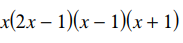 x(2x − 1)(x − 1)(x + 1)